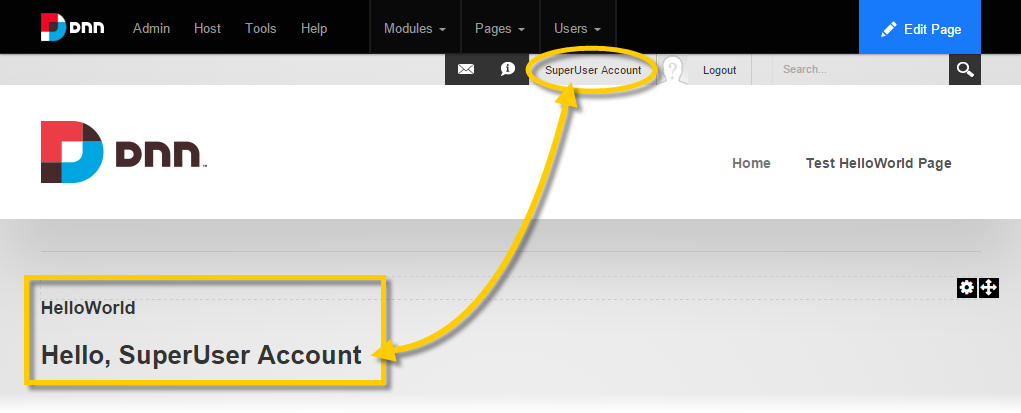 DNN Admin Host Tools Help Modules Pages Users Edit Page
SuperUser Account Logout Search...
DNN™
Home Test HelloWorld Page
HelloWorld
Hello, SuperUser Account